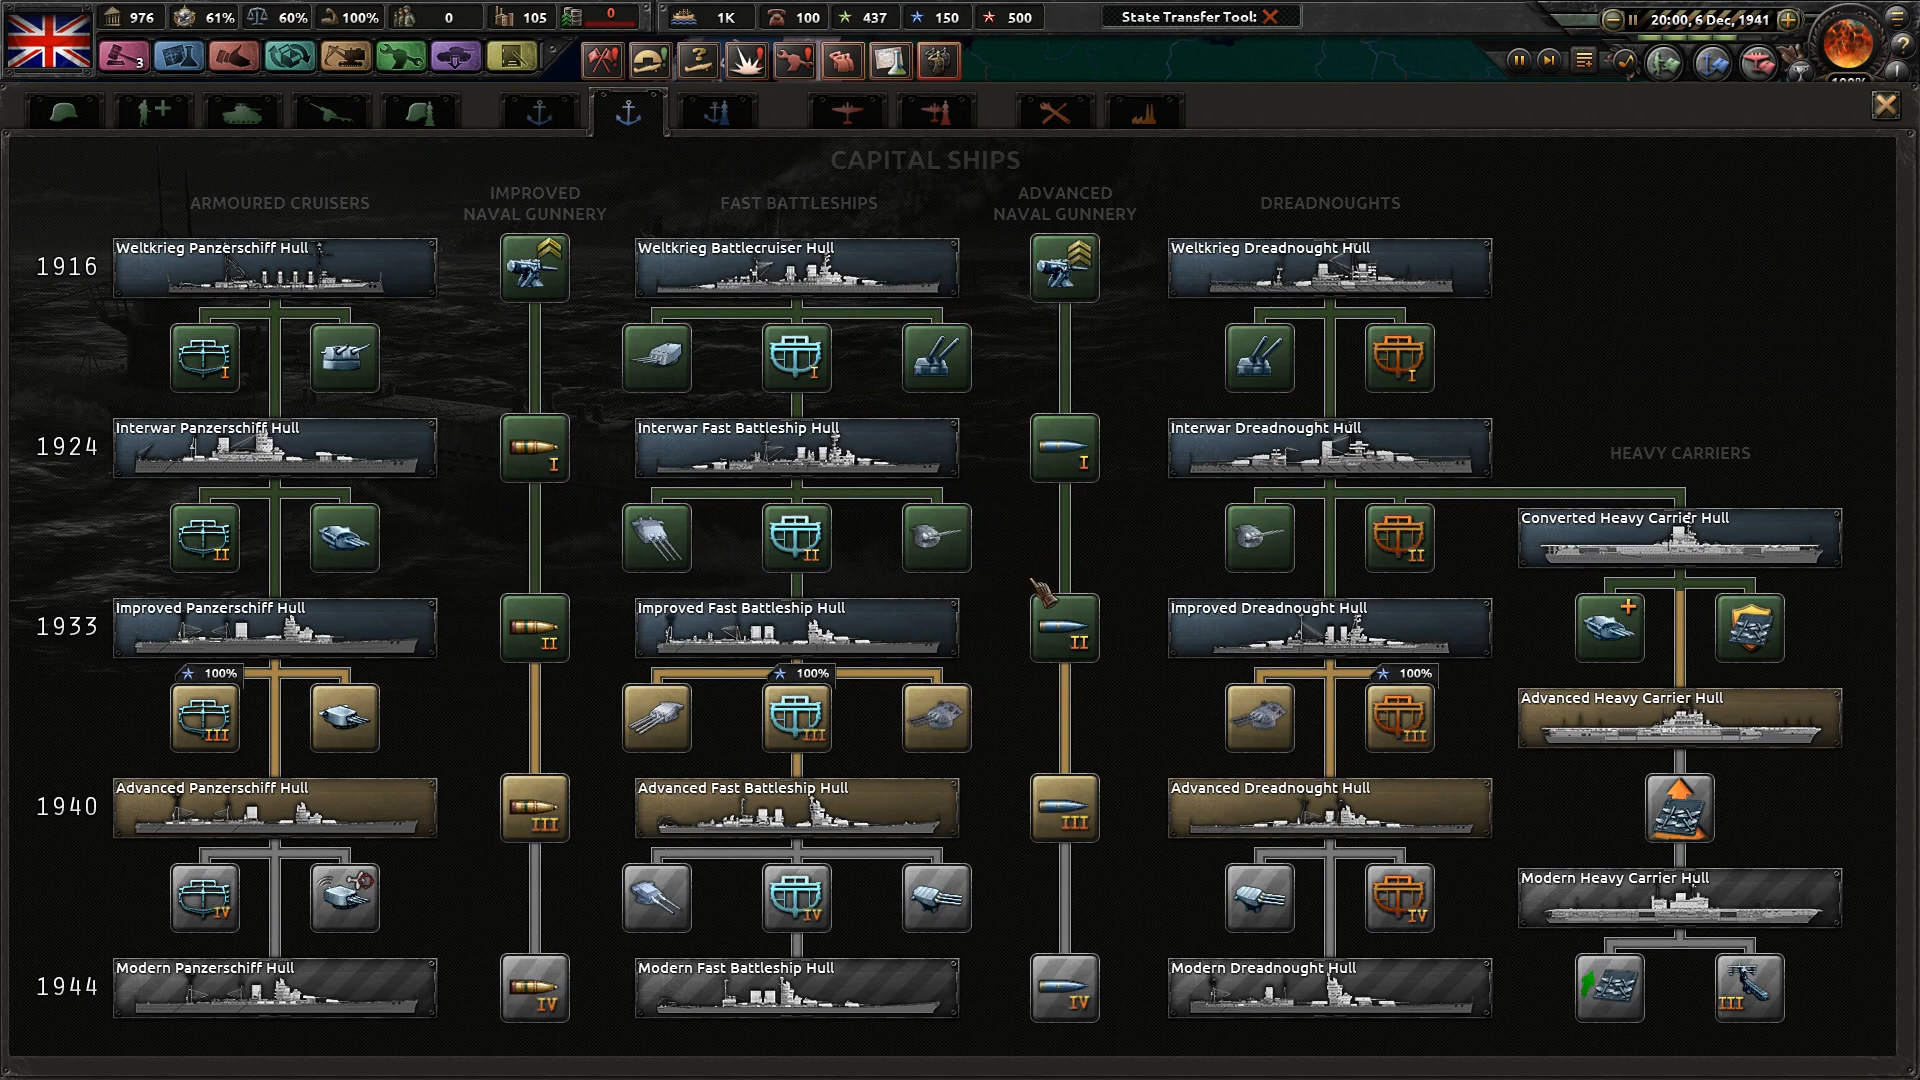 976
61%
60%
100%
0
105
0
1K
100
437
150
500
State Transfer Tool:
20:00, 6 Dec, 1941
3
CAPITAL SHIPS
ARMOURED CRUISERS
IMPROVED
NAVAL GUNNERY
FAST BATTLESHIPS
ADVANCED
NAVAL GUNNERY
DREADNOUGHTS
1916
Weltkrieg Panzerschiff Hull
Weltkrieg Battlecruiser Hull
Weltkrieg Dreadnought Hull
I
I
I
1924
Interwar Panzerschiff Hull
I
Interwar Fast Battleship Hull
I
Interwar Dreadnought Hull
HEAVY CARRIERS
II
II
II
Converted Heavy Carrier Hull
1933
Improved Panzerschiff Hull
II
Improved Fast Battleship Hull
II
Improved Dreadnought Hull
100%
100%
100%
III
III
III
Advanced Heavy Carrier Hull
1940
Advanced Panzerschiff Hull
III
Advanced Fast Battleship Hull
III
Advanced Dreadnought Hull
IV
IV
IV
Modern Heavy Carrier Hull
1944
Modern Panzerschiff Hull
IV
Modern Fast Battleship Hull
IV
Modern Dreadnought Hull
III